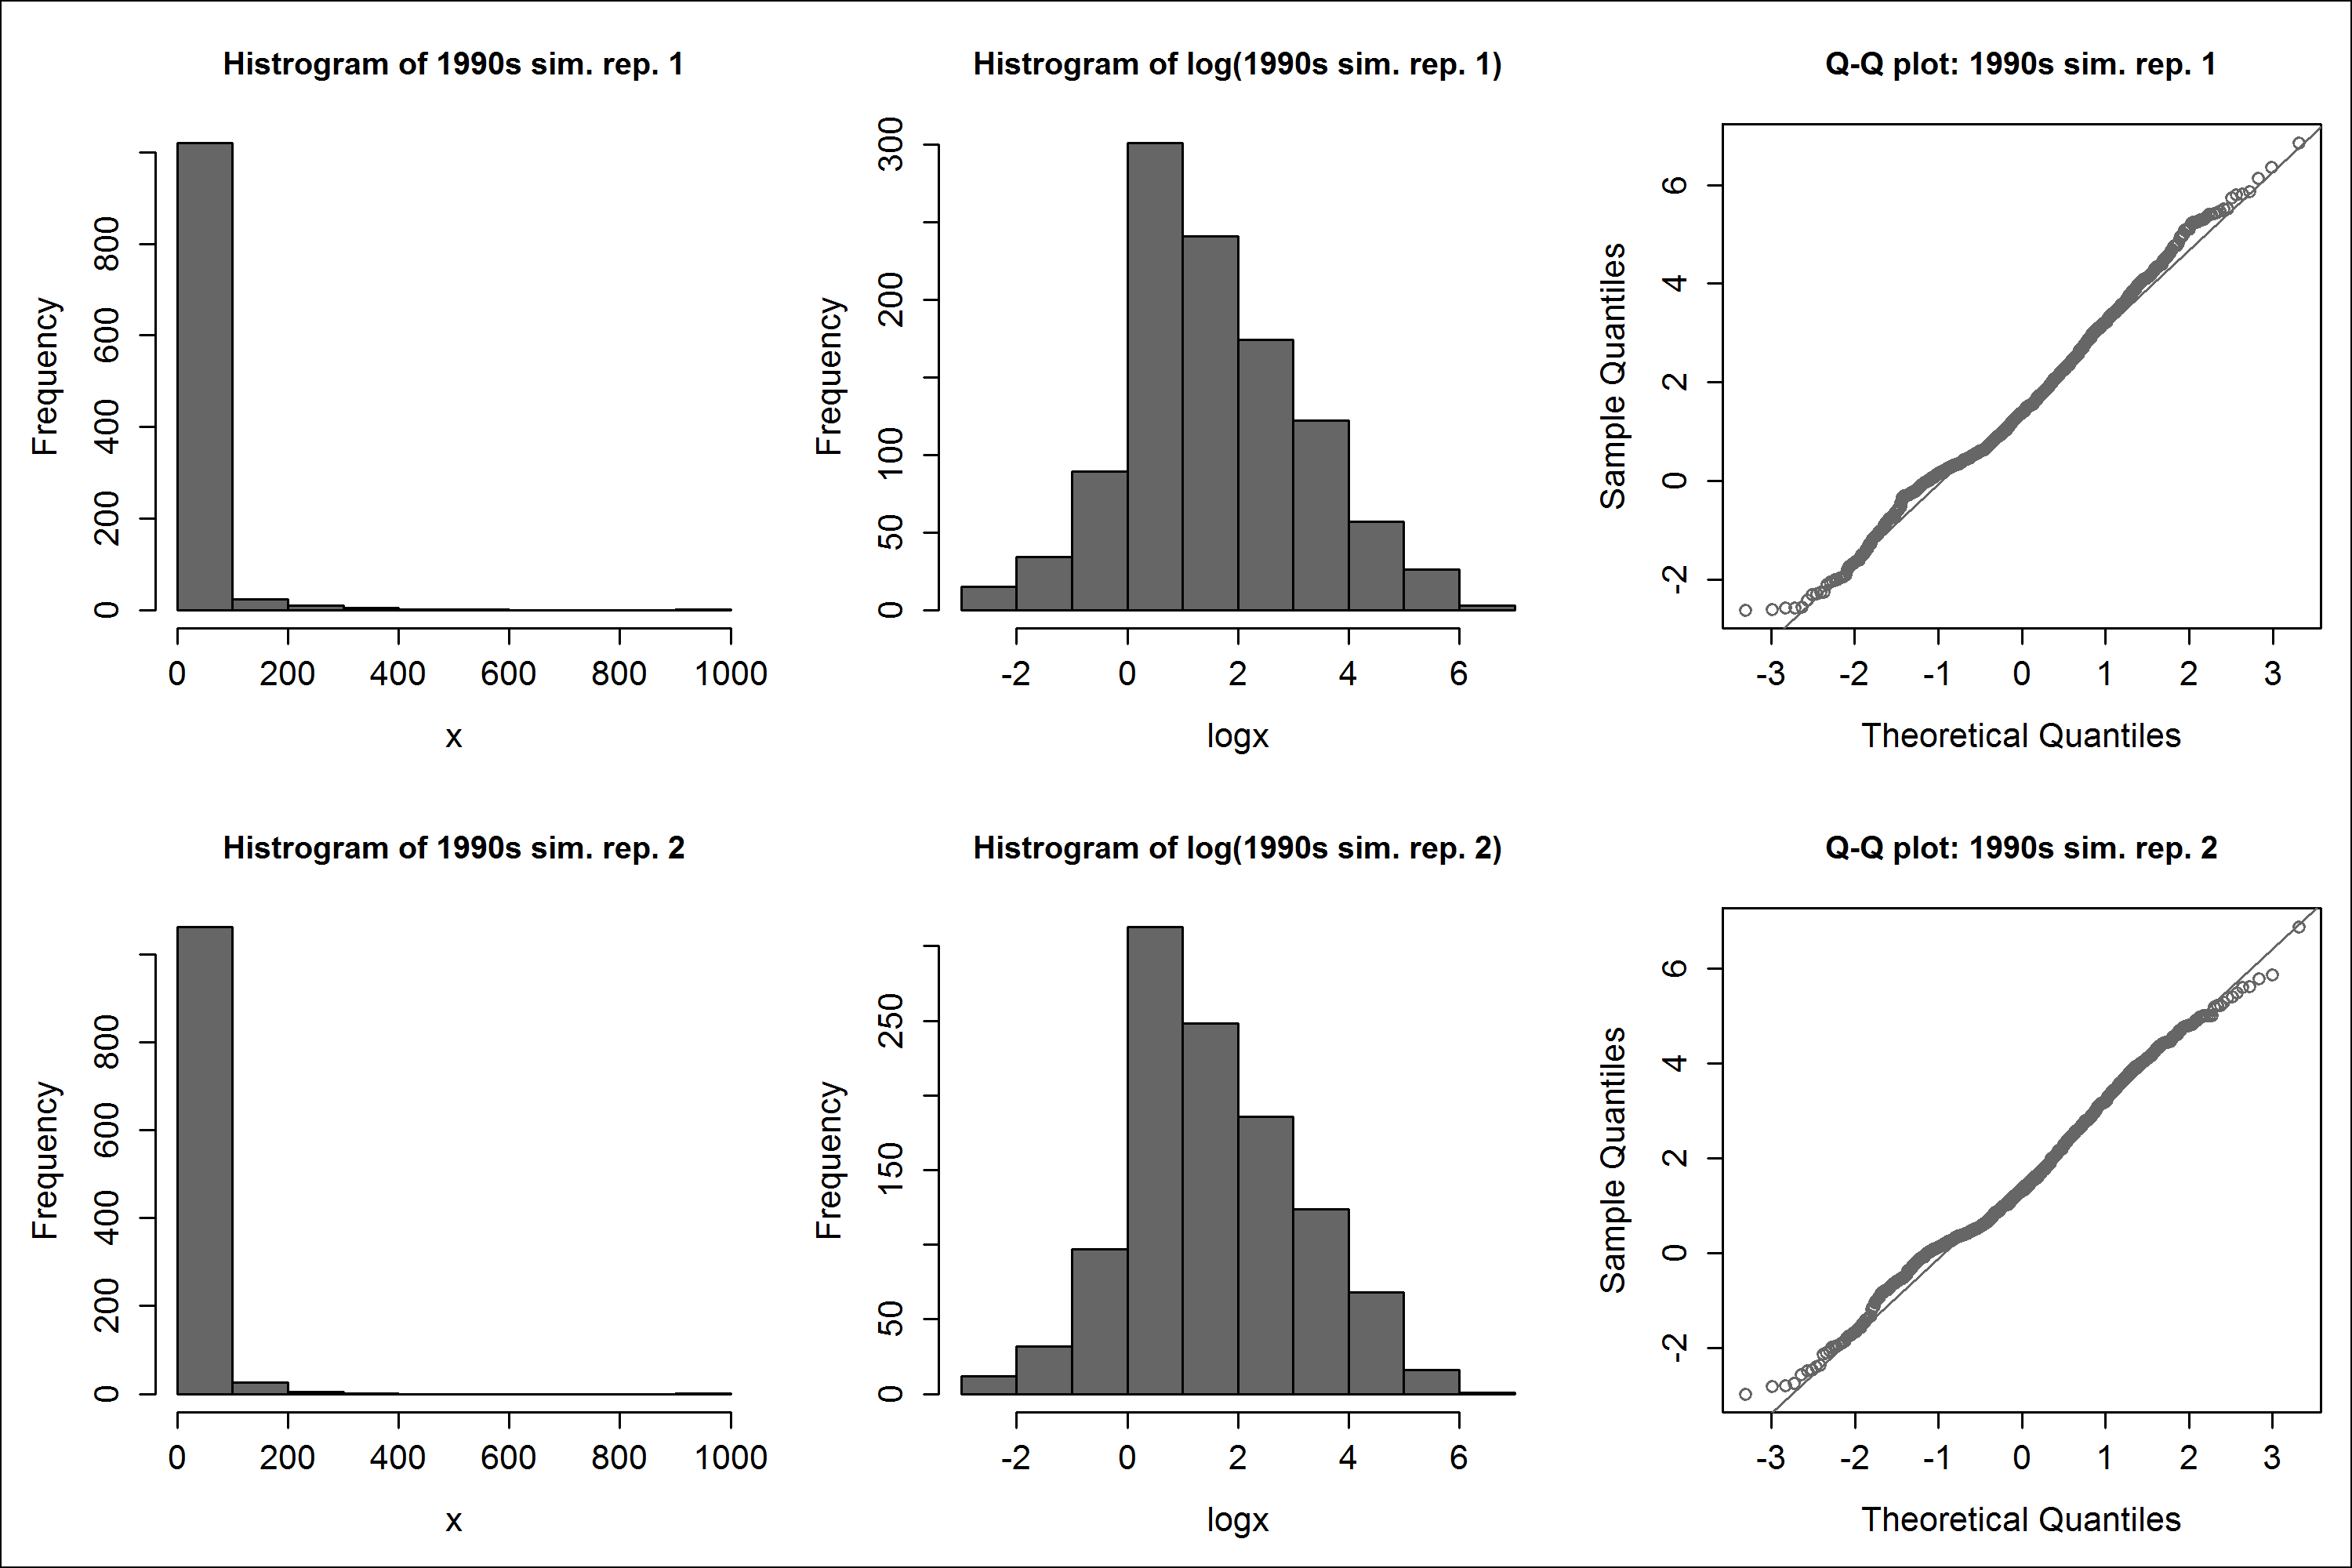 Histrogram of 1990s sim. rep. 1
Histrogram of log(1990s sim. rep. 1)
Q-Q plot: 1990s sim. rep. 1
Frequency
0 200 400 600 800
0 200 400 600 800 1000
x
Frequency
0 50 100 200 300
-2 0 2 4 6
logx
Sample Quantiles
-2 0 2 4 6
-3 -2 -1 0 1 2 3
Theoretical Quantiles
Histrogram of 1990s sim. rep. 2
Histrogram of log(1990s sim. rep. 2)
Q-Q plot: 1990s sim. rep. 2
Frequency
0 200 400 600 800
0 200 400 600 800 1000
x
Frequency
0 50 150 250
-2 0 2 4 6
logx
Sample Quantiles
-2 0 2 4 6
-3 -2 -1 0 1 2 3
Theoretical Quantiles